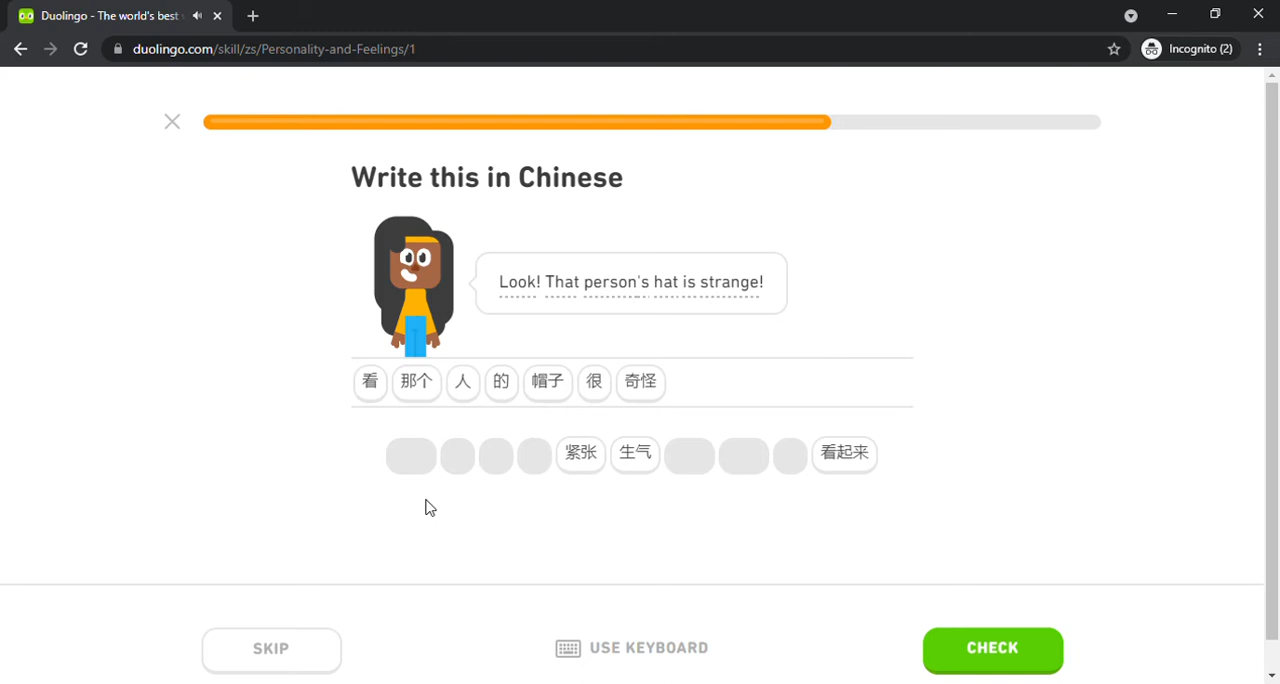 Duolingo - The world's best
duolingo.com/skill/zs/Personality-and-Feelings/1
Incognito (2)
Write this in Chinese
Look! That person's hat is strange!
看 那个 人 的 帽子 很 奇怪
紧张 生气 看起来
SKIP
USE KEYBOARD
CHECK